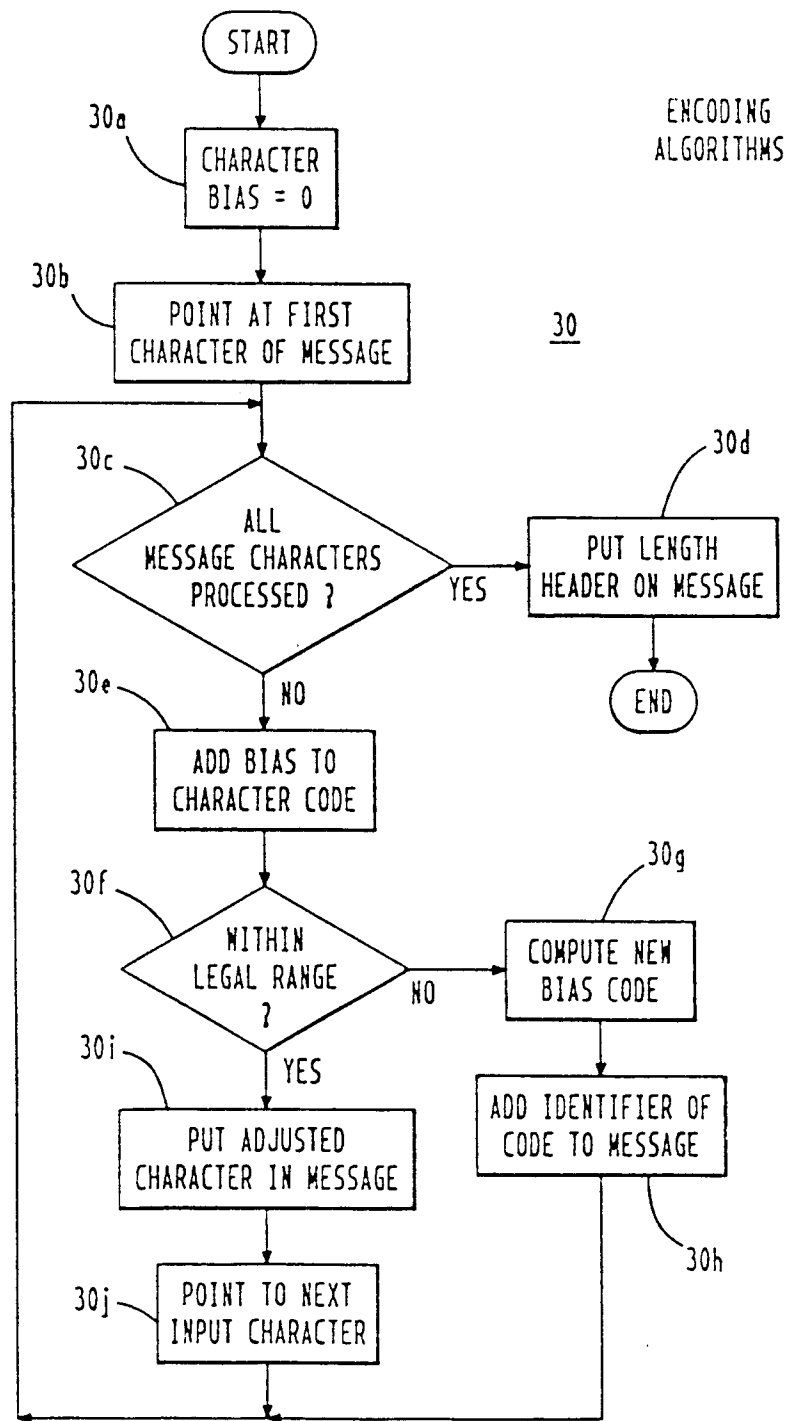 START
ENCODING
ALGORITHMS
30a
CHARACTER
BIAS = 0
30b
POINT AT FIRST
CHARACTER OF MESSAGE
30
30c
ALL
MESSAGE CHARACTERS
PROCESSED ?
YES
30d
PUT LENGTH
HEADER ON MESSAGE
END
NO
30e
ADD BIAS TO
CHARACTER CODE
30f
WITHIN
LEGAL RANGE
?
NO
30g
COMPUTE NEW
BIAS CODE
YES
30i
PUT ADJUSTED
CHARACTER IN MESSAGE
ADD IDENTIFIER OF
CODE TO MESSAGE
30h
30j
POINT TO NEXT
INPUT CHARACTER